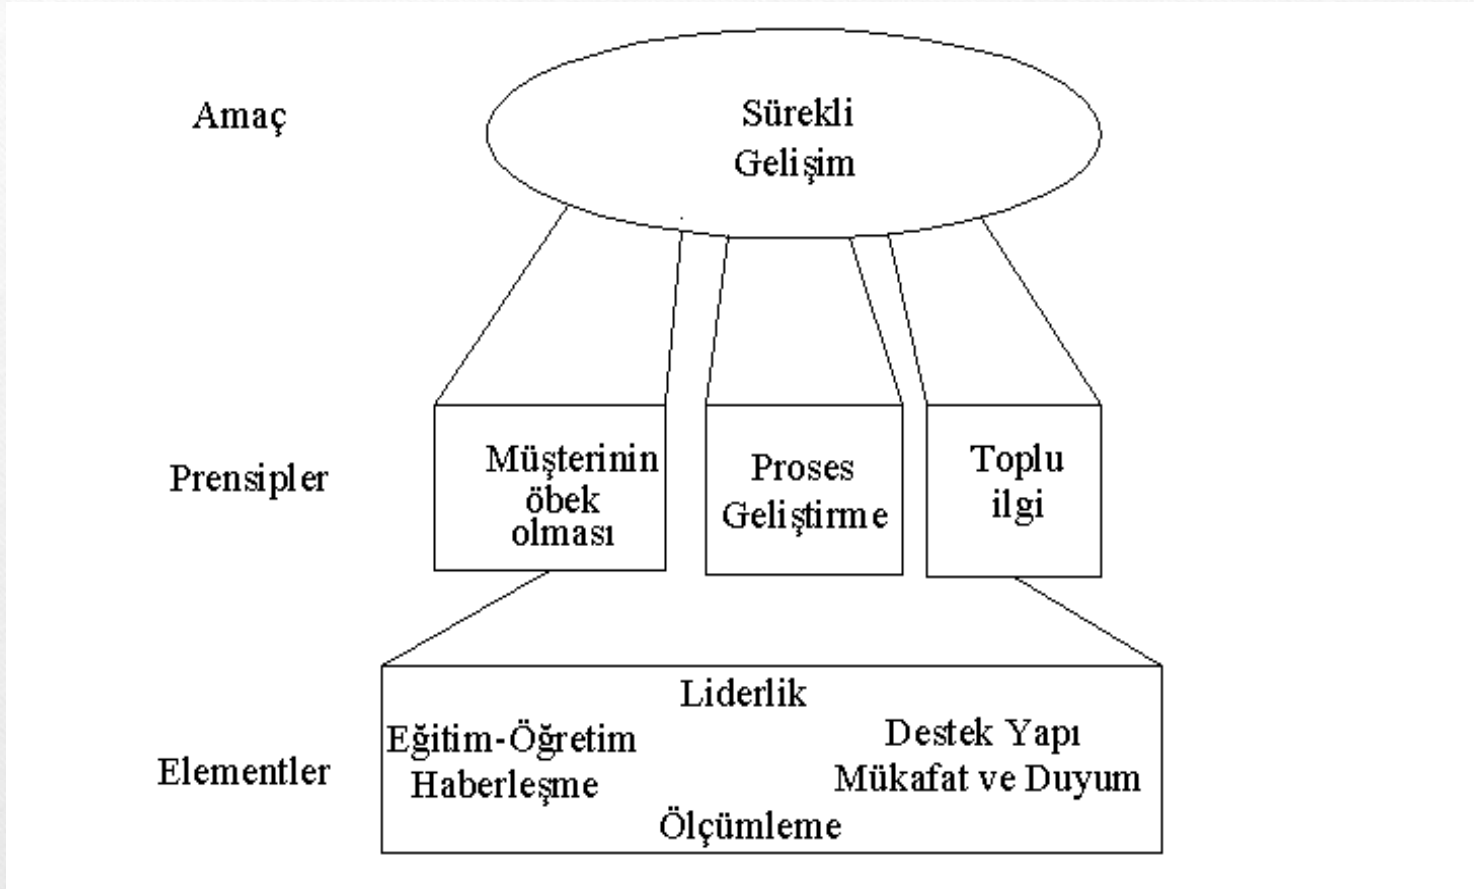 Amaç
Sürekli
Gelişim
Prensipler
Müşterinin
öbek
olması
Proses
Geliştirme
Toplu
ilgi
Elementler
Liderlik
Eğitim-Öğretim
Haberleşme
Destek Yapı
Mükafat ve Duyum
Ölçümleme